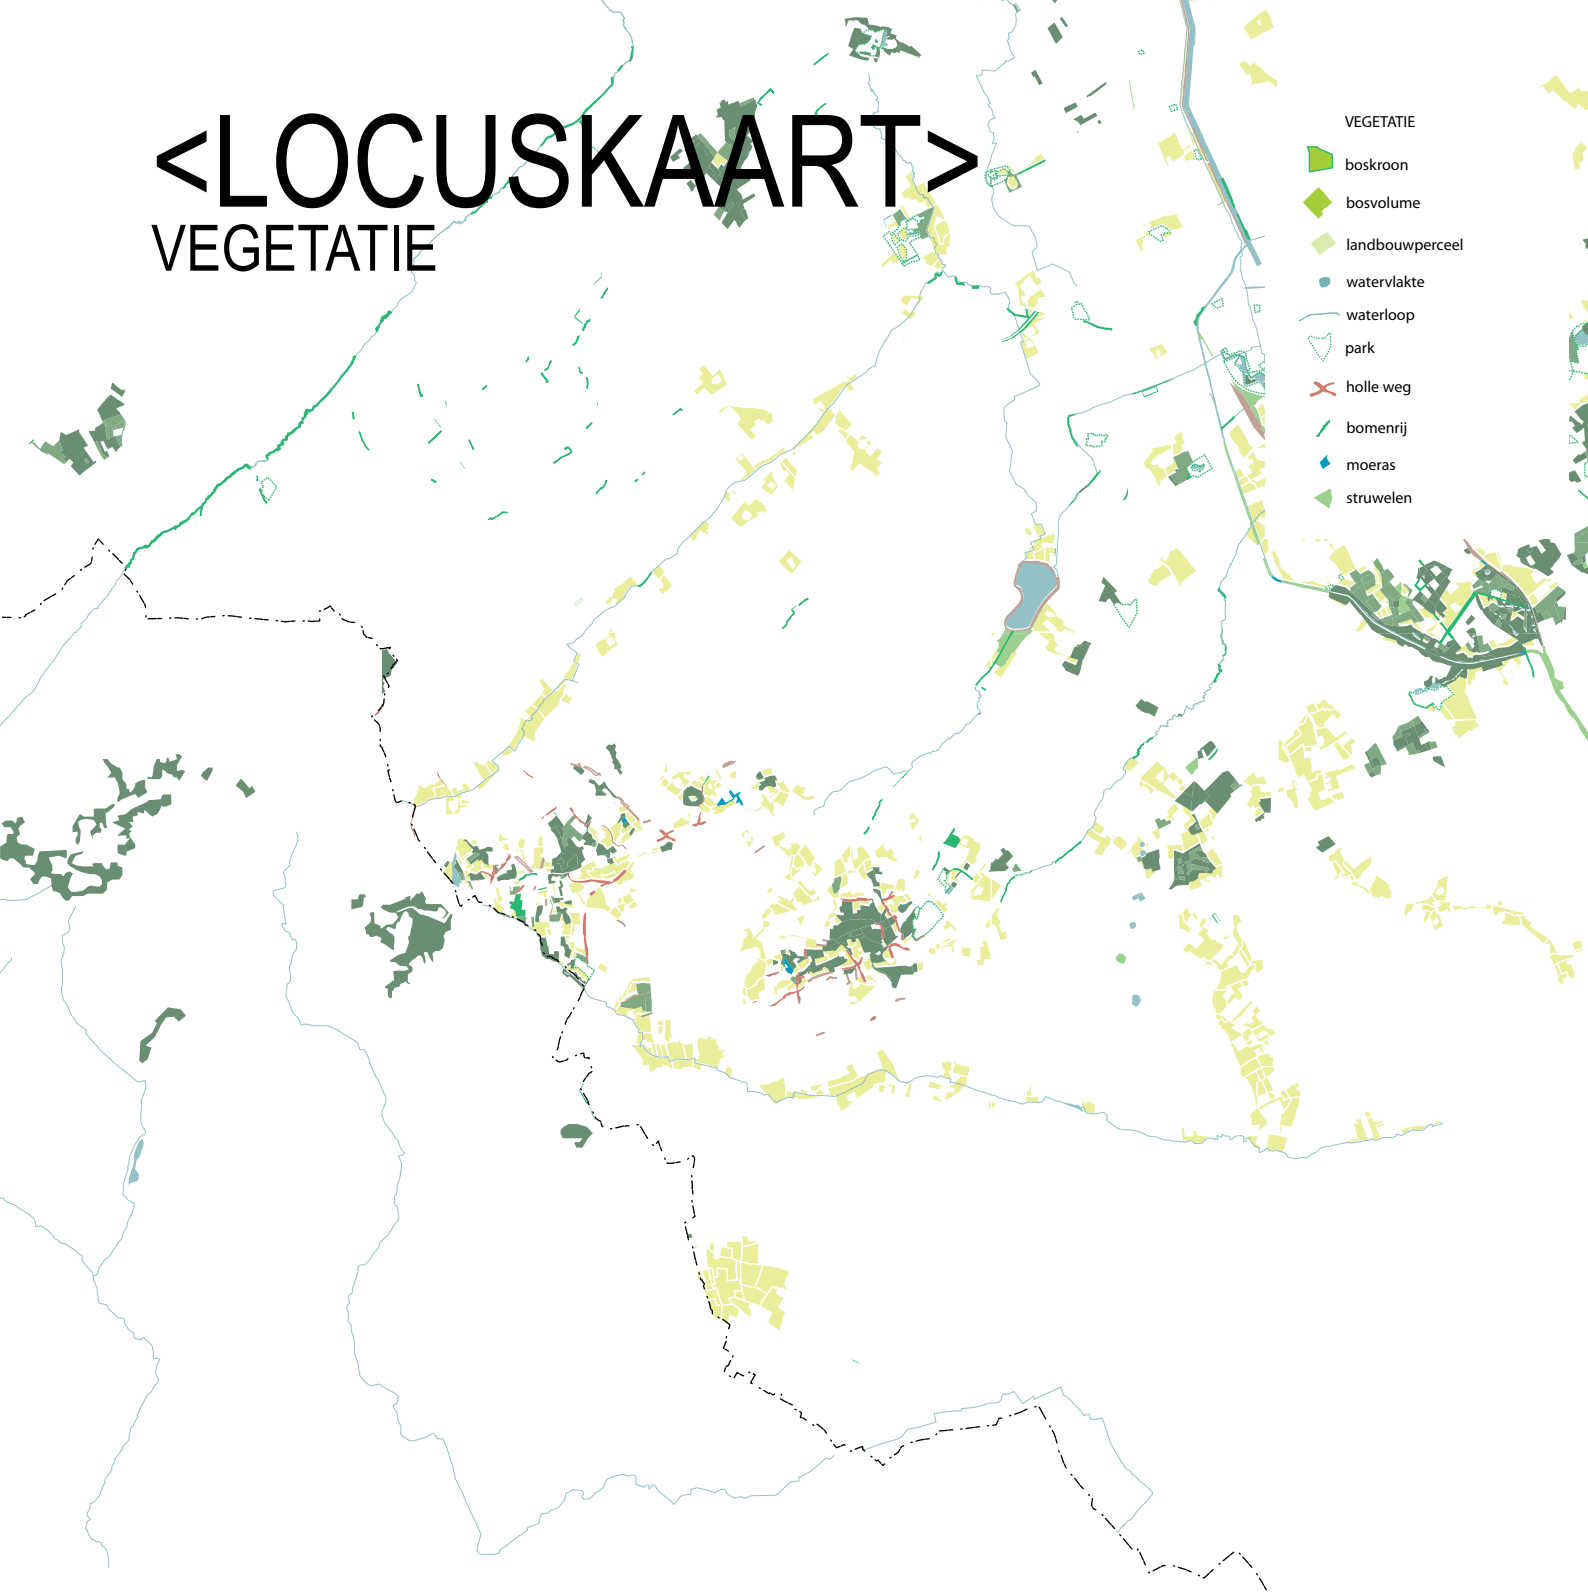 <LOCUSKAART>
VEGETATIE
VEGETATIE
boskroon
bosvolume
landbouwperceel
watervlakte
waterloop
park
holle weg
bomenrij
moeras
struwelen